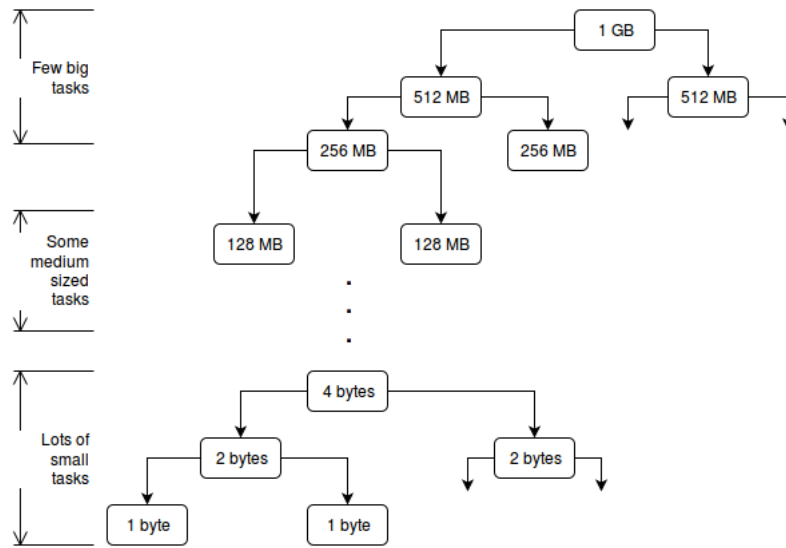 1 GB
Few big
tasks
512 MB
512 MB
256 MB
256 MB
Some
medium
sized
tasks
128 MB
128 MB
4 bytes
Lots of
small
tasks
2 bytes
2 bytes
1 byte
1 byte